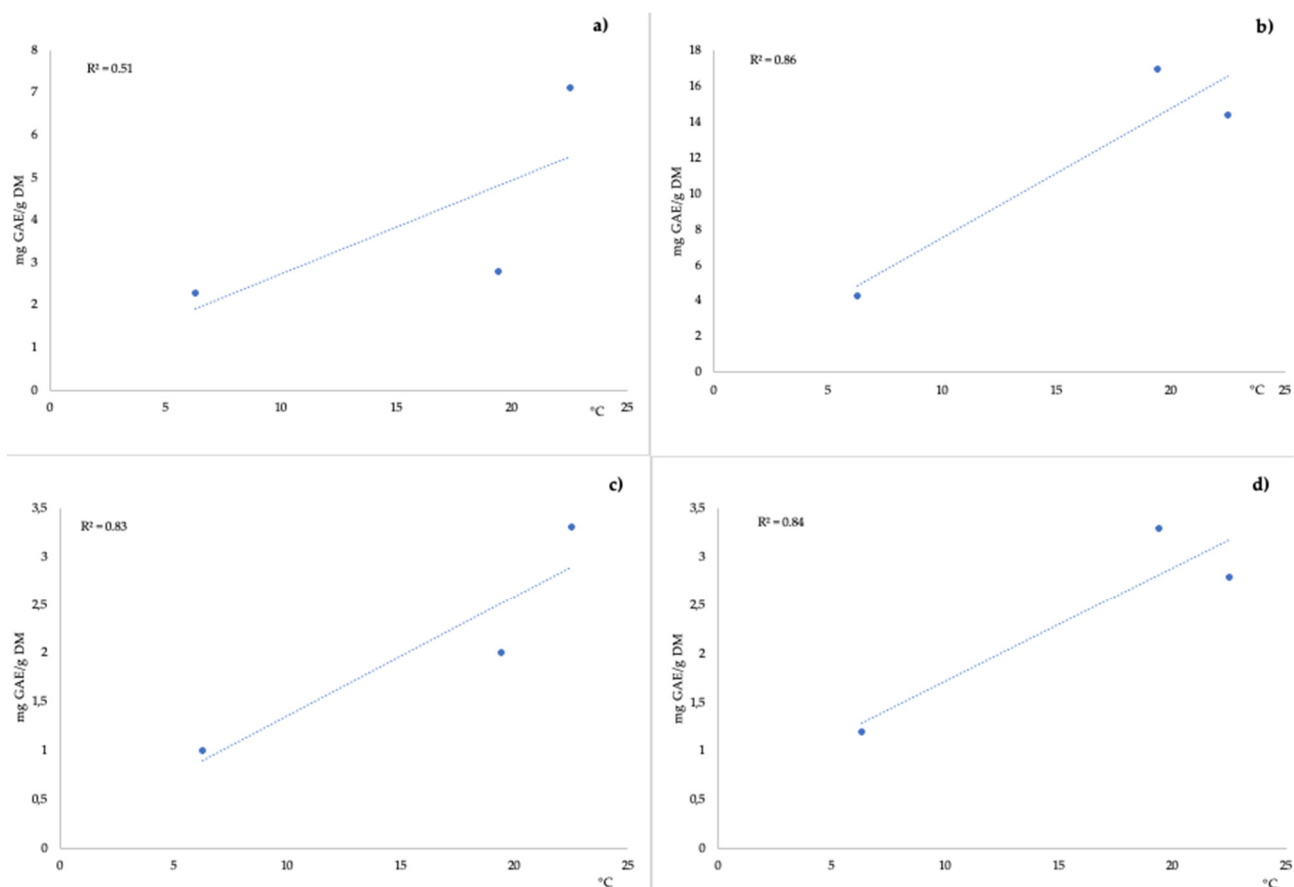 a)
R² = 0.51
mg GAE/g DM
8
7
6
5
4
3
2
1
0
0 5 10 15 20 25
°C
b)
R² = 0.86
mg GAE/g DM
18
16
14
12
10
8
6
4
2
0
0 5 10 15 20 °C 25
c)
R² = 0.83
mg GAE/g DM
3,5
3
2,5
2
1,5
1
0,5
0
0 5 10 15 20 25
°C
d)
R² = 0.84
mg GAE/g DM
3,5
3
2,5
2
1,5
1
0,5
0
0 5 10 15 20 25
°C